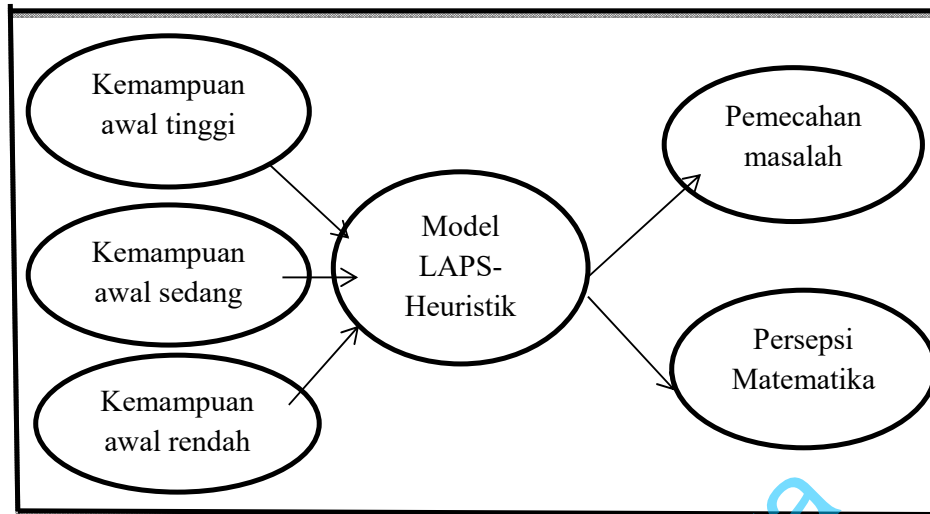 Kemampuan
awal tinggi
Kemampuan
awal sedang
Kemampuan
awal rendah
Model
LAPS-
Heuristik
Pemecahan
masalah
Persepsi
Matematika